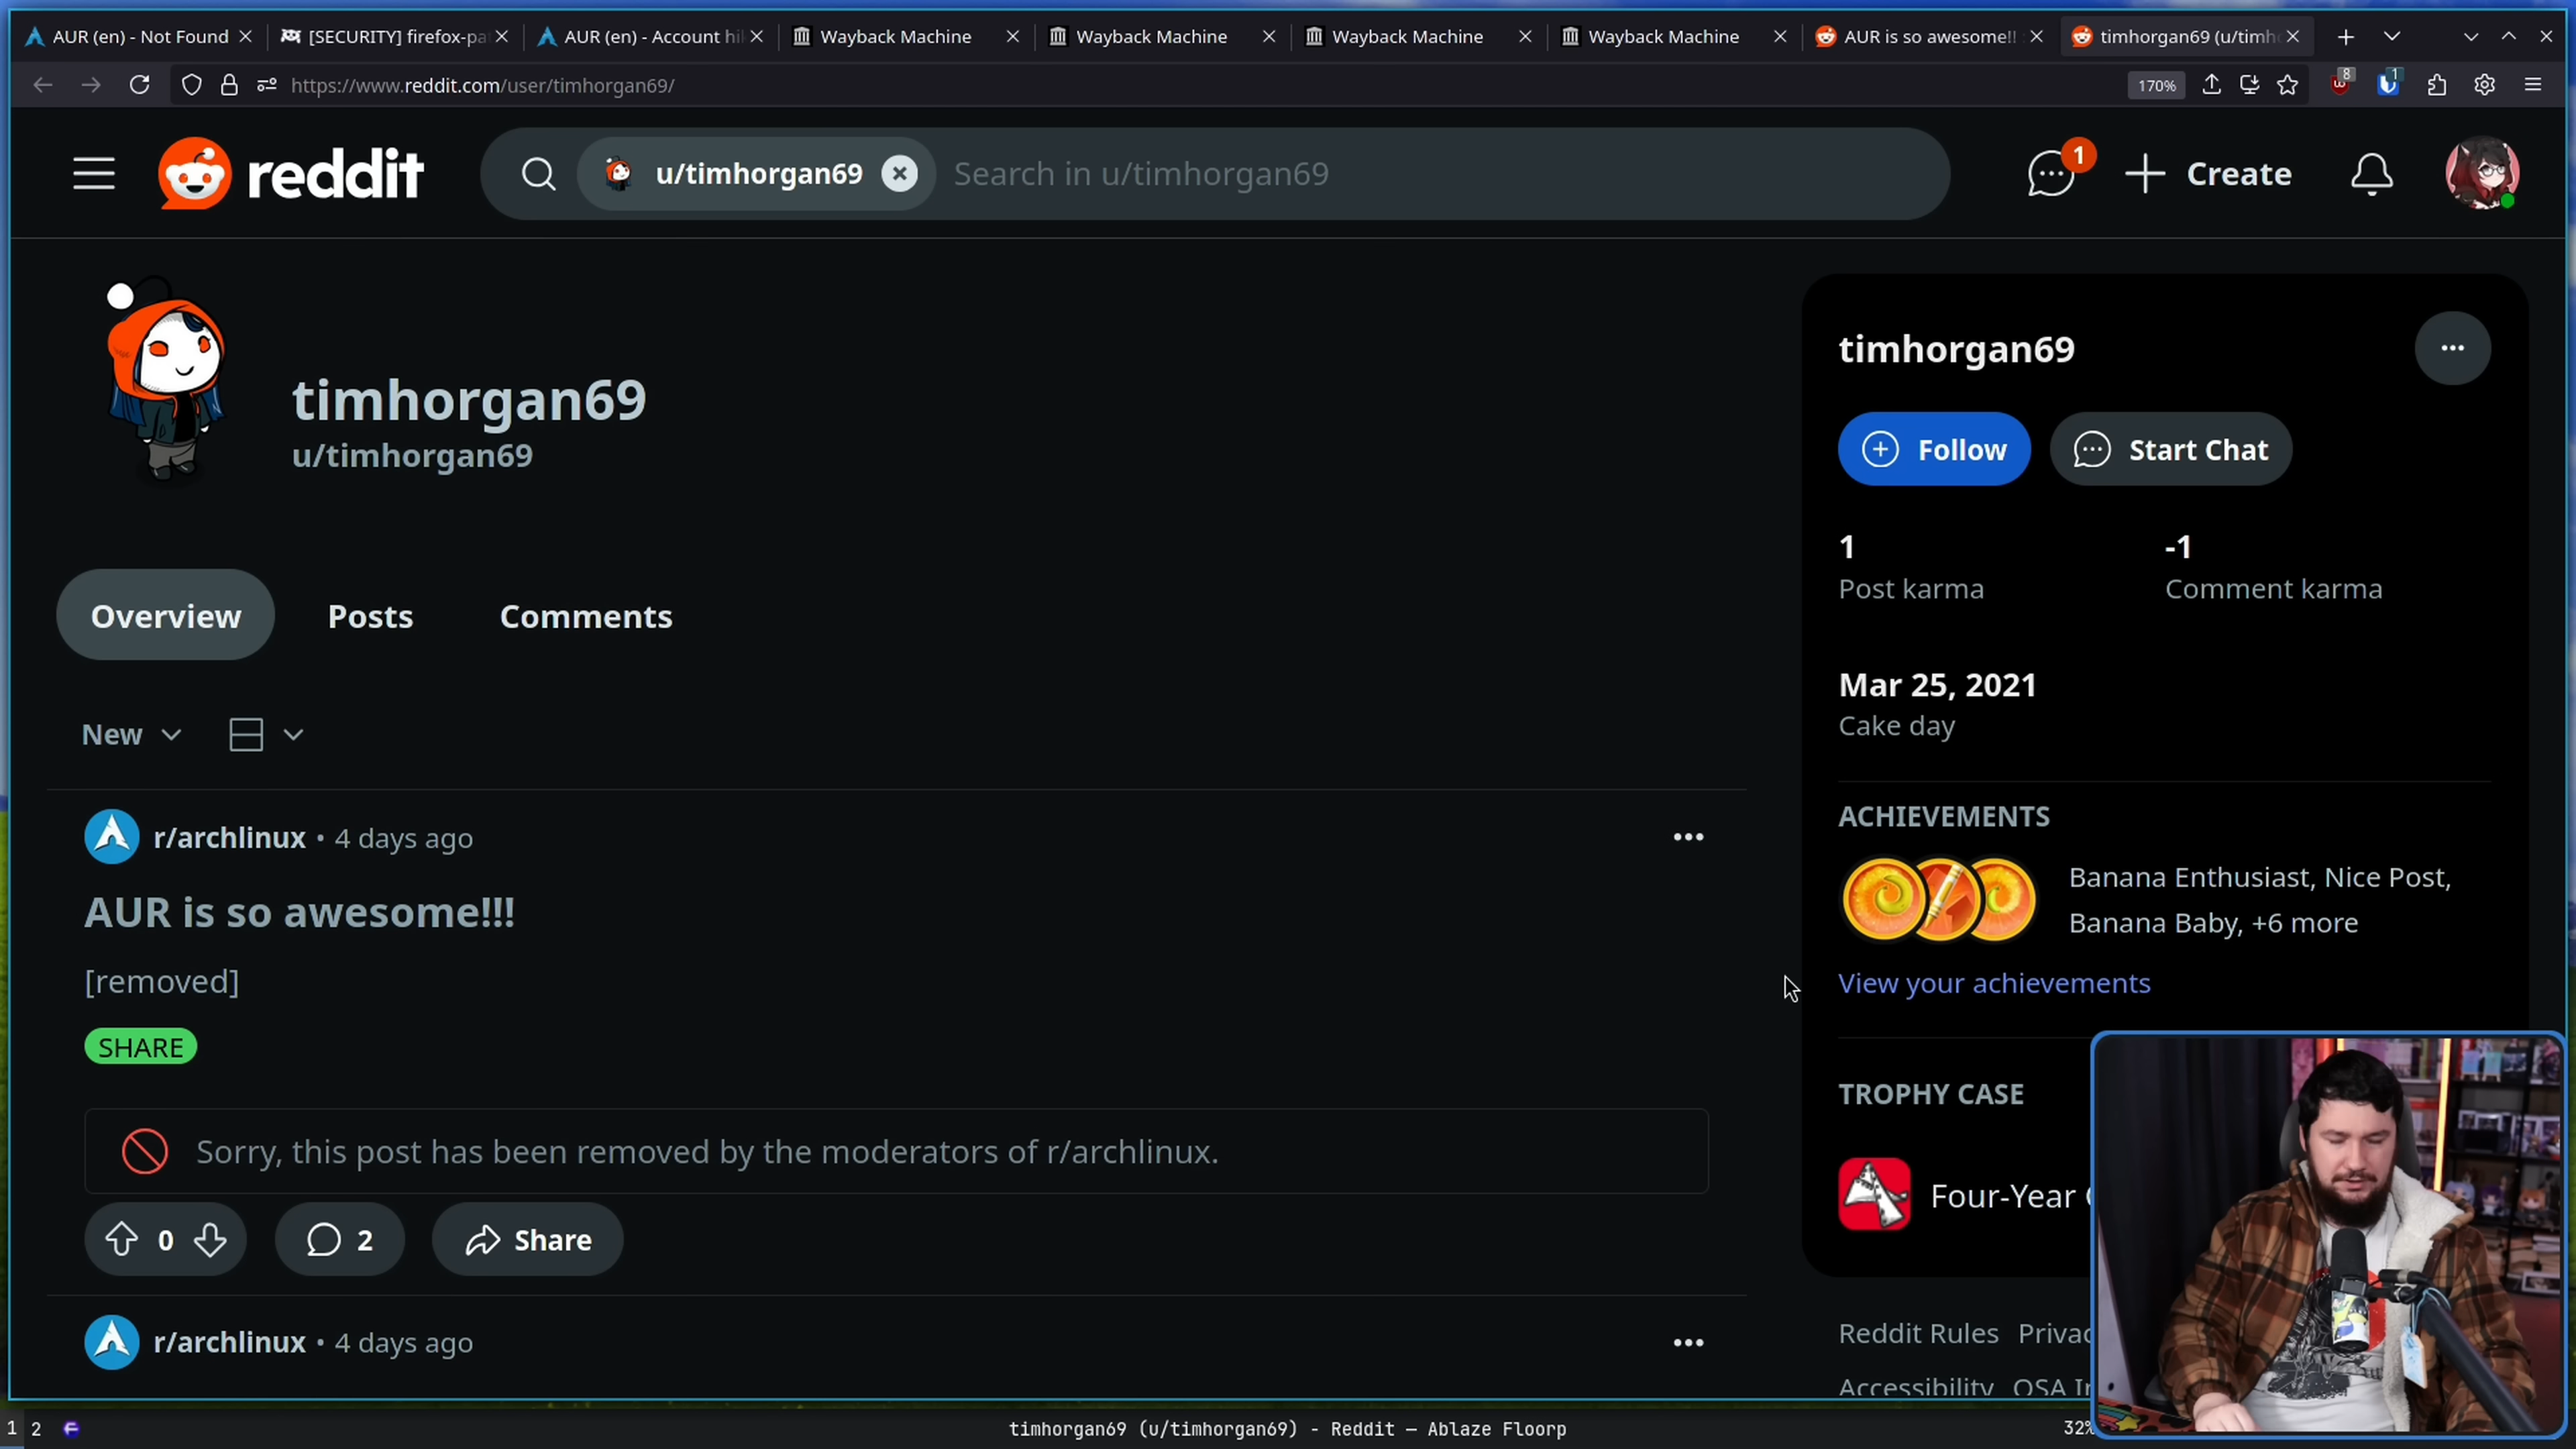 AUR (en) - Not Found
[SECURITY] firefox-pa
AUR (en) - Account hi
Wayback Machine
Wayback Machine
Wayback Machine
Wayback Machine
AUR is so awesome!!
timhorgan69 (u/timh
https://www.reddit.com/user/timhorgan69/
170%
8
1
reddit
u/timhorgan69
Search in u/timhorgan69
1
Create
timhorgan69
u/timhorgan69
Overview
Posts
Comments
New
r/archlinux • 4 days ago
AUR is so awesome!!!
[removed]
SHARE
Sorry, this post has been removed by the moderators of r/archlinux.
0
2
Share
r/archlinux • 4 days ago
timhorgan69
Follow
Start Chat
1
-1
Post karma
Comment karma
Mar 25, 2021
Cake day
ACHIEVEMENTS
Banana Enthusiast, Nice Post,
Banana Baby, +6 more
View your achievements
TROPHY CASE
Four-Year
Reddit Rules
Privac
Accessibility
OSA
1
2
timhorgan69 (u/timhorgan69) - Reddit — Ablaze Floorp
32%